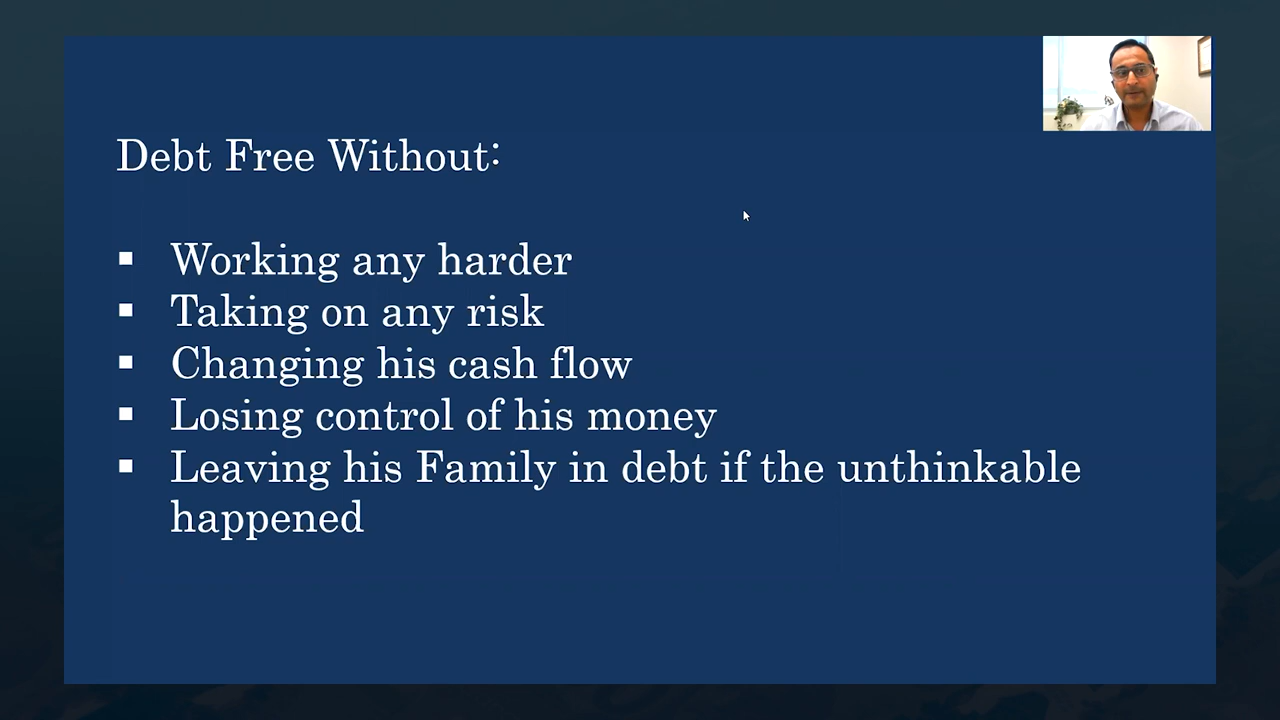 Debt Free Without:
▪ Working any harder
▪ Taking on any risk
▪ Changing his cash flow
▪ Losing control of his money
▪ Leaving his Family in debt if the unthinkable
happened